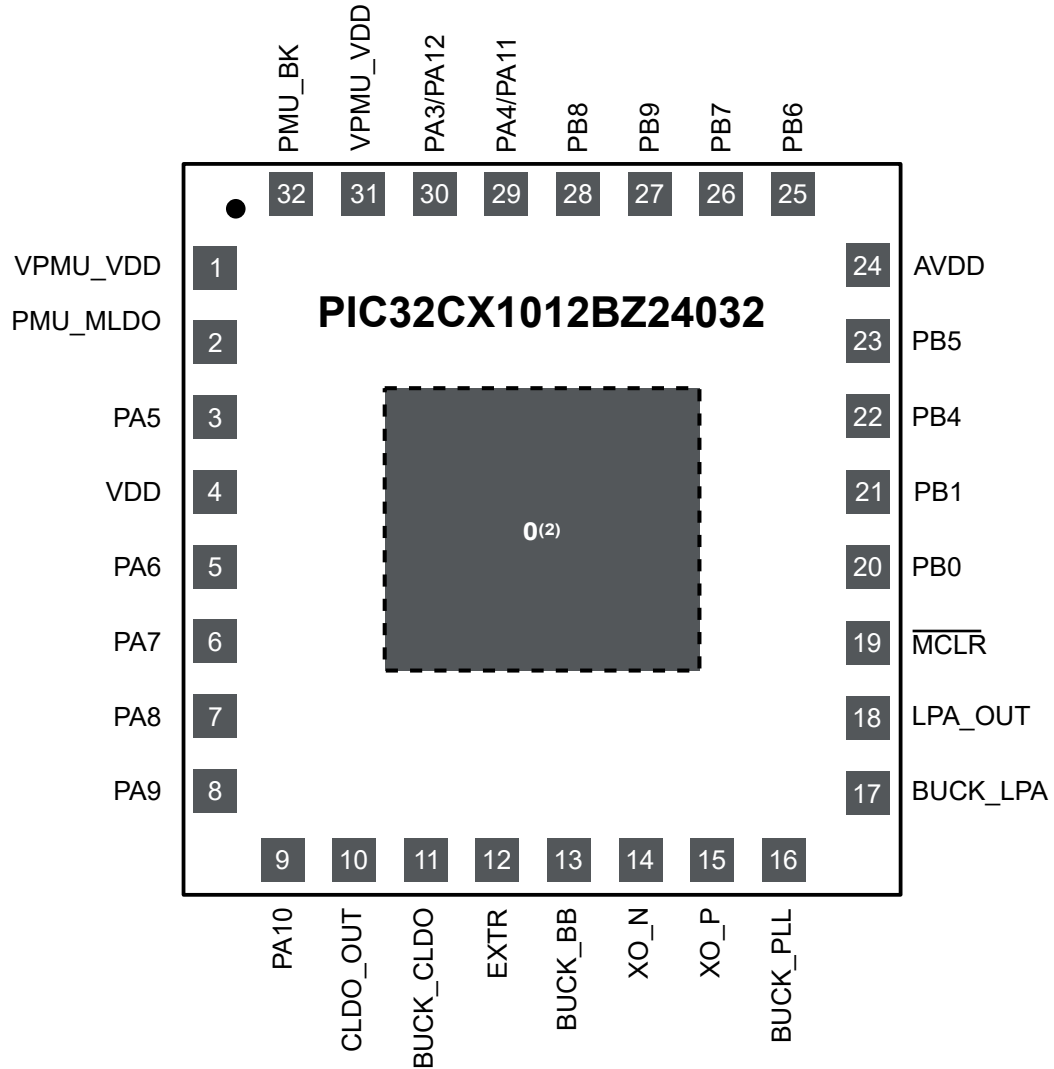 PMU_BK
VPMU_VDD
PA3/PA12
PA4/PA11
PB8
PB9
PB7
PB6
32
31
30
29
28
27
26
25
VPMU_VDD
1
24
AVDD
PIC32CX1012BZ24032
PMU_MLDO
2
23
PB5
PA5
3
22
PB4
VDD
4
21
PB1
0(2)
PA6
5
20
PB0
PA7
6
19
MCLR
PA8
7
18
LPA_OUT
PA9
8
17
BUCK_LPA
9
10
11
12
13
14
15
16
PA10
CLDO_OUT
BUCK_CLDO
EXTR
BUCK_BB
XO_N
XO_P
BUCK_PLL